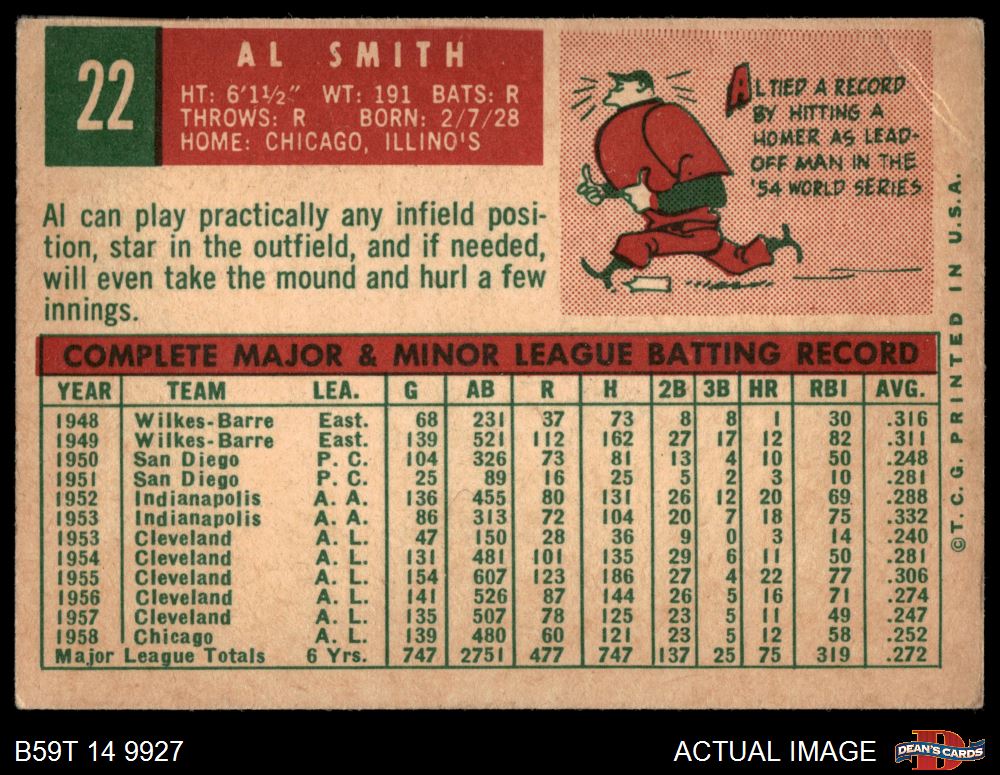 22
AL SMITH
HT: 6'1½" WT: 191 BATS: R
THROWS: R BORN: 2/7/28
HOME: CHICAGO, ILLINOIS
AL TIED A RECORD
BY HITTING A
HOMER AS LEAD-
OFF MAN IN THE
'54 WORLD SERIES
Al can play practically any infield posi-
tion, star in the outfield, and if needed,
will even take the mound and hurl a few
innings.
COMPLETE MAJOR & MINOR LEAGUE BATTING RECORD
YEAR TEAM LEA. G AB R H 2B 3B HR RBI AVG.
1948 Wilkes-Barre East. 68 231 37 73 8 8 1 30 .316
1949 Wilkes-Barre East. 139 521 112 162 27 17 12 82 .311
1950 San Diego P. C. 104 326 73 81 13 4 10 50 .248
1951 San Diego P. C. 25 89 16 25 5 2 3 10 .281
1952 Indianapolis A. A. 136 455 80 131 26 12 20 69 .288
1953 Indianapolis A. A. 86 313 72 104 20 7 18 75 .332
1953 Cleveland A. L. 47 150 28 36 9 0 3 14 .240
1954 Cleveland A. L. 131 481 101 135 29 6 11 50 .281
1955 Cleveland A. L. 154 607 123 186 27 4 22 77 .306
1956 Cleveland A. L. 141 526 87 144 26 5 16 71 .274
1957 Cleveland A. L. 135 507 78 125 23 5 11 49 .247
1958 Chicago A. L. 139 480 60 121 23 5 12 58 .252
Major League Totals 6 Yrs. 747 2751 477 747 137 25 75 319 .272
©T. C. G. PRINTED IN U.S.A.
B59T 14 9927
ACTUAL IMAGE
DEAN'S CARDS